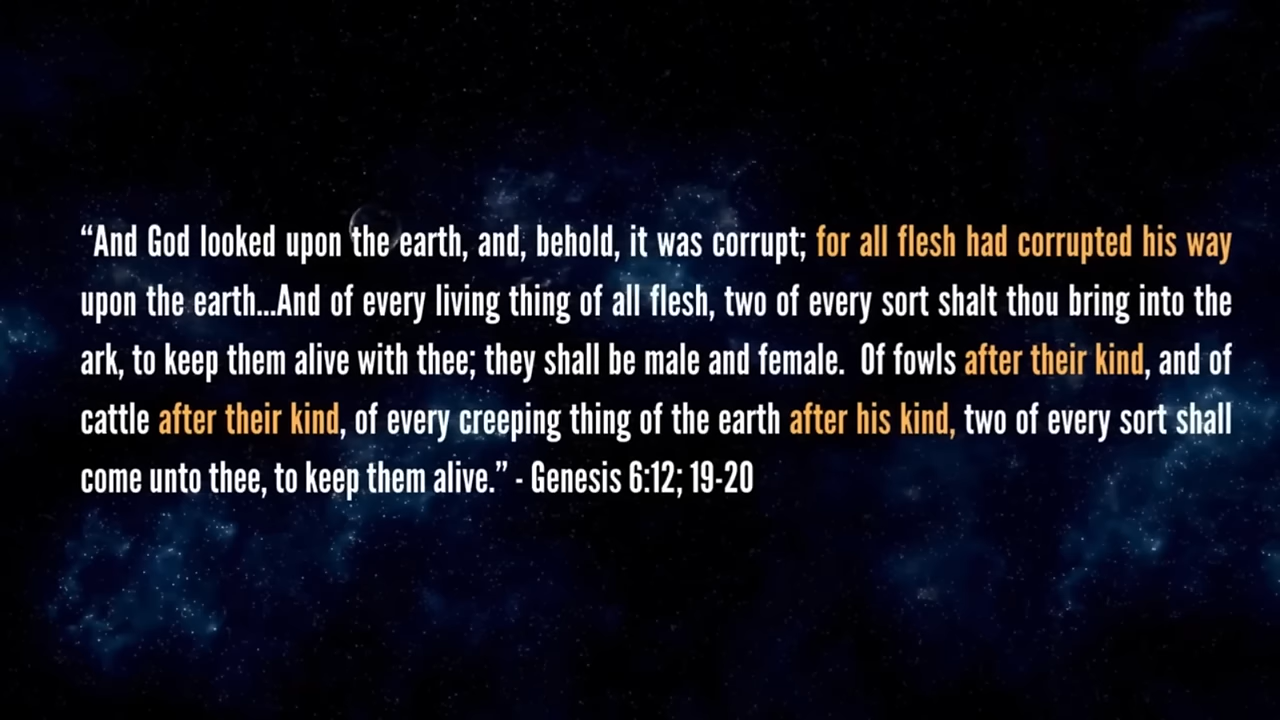 “And God looked upon the earth, and, behold, it was corrupt; for all flesh had corrupted his way
upon the earth...And of every living thing of all flesh, two of every sort shalt thou bring into the
ark, to keep them alive with thee; they shall be male and female.  Of fowls after their kind, and of
cattle after their kind, of every creeping thing of the earth after his kind, two of every sort shall
come unto thee, to keep them alive.” - Genesis 6:12; 19-20